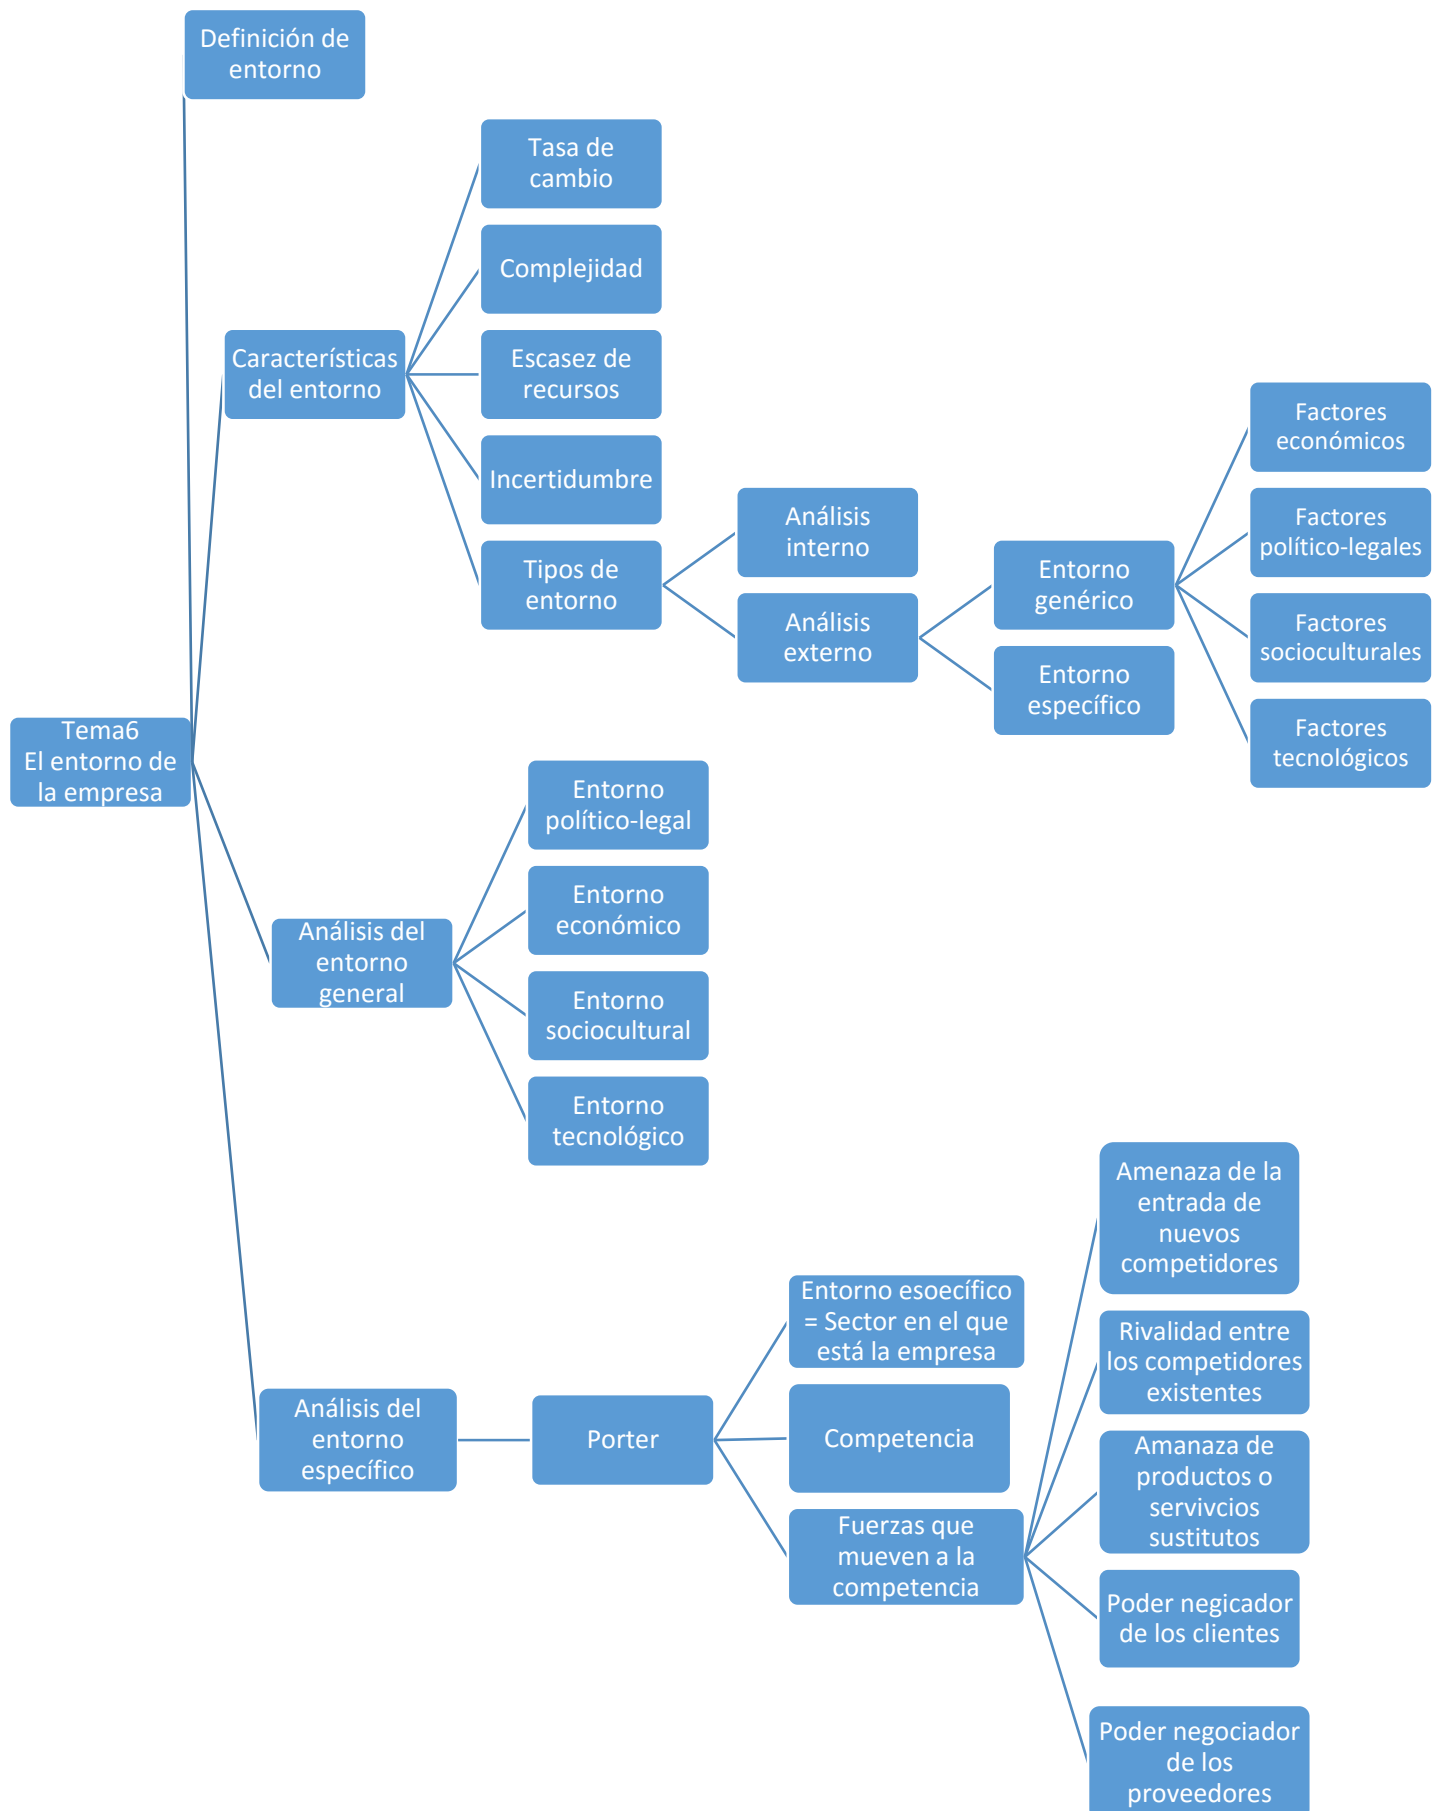 Definición de
entorno
Tasa de
cambio
Complejidad
Características
del entorno
Escasez de
recursos
Incertidumbre
Tipos de
entorno
Análisis
interno
Análisis
externo
Entorno
genérico
Entorno
específico
Factores
económicos
Factores
político-legales
Factores
socioculturales
Factores
tecnológicos
Tema6
El entorno de
la empresa
Entorno
político-legal
Entorno
económico
Análisis del
entorno
general
Entorno
sociocultural
Entorno
tecnológico
Análisis del
entorno
específico
Porter
Entorno esoecífico
= Sector en el que
está la empresa
Competencia
Fuerzas que
mueven a la
competencia
Amenaza de la
entrada de
nuevos
competidores
Rivalidad entre
los competidores
existentes
Amanaza de
productos o
servivcios
sustitutos
Poder negicador
de los clientes
Poder negociador
de los
proveedores